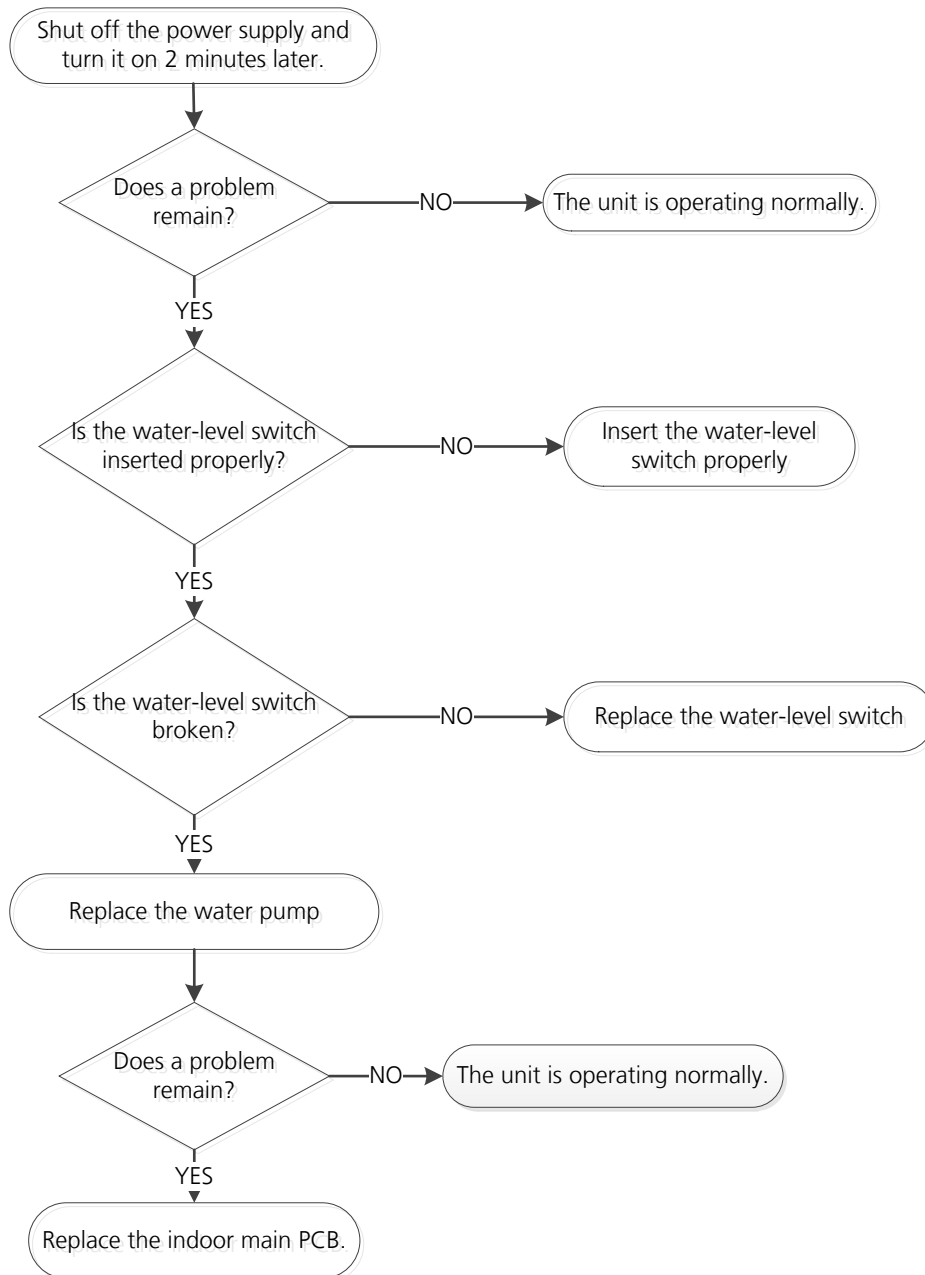 Shut off the power supply and
turn it on 2 minutes later.
Does a problem
remain?
NO
The unit is operating normally.
YES
Is the water-level switch
inserted properly?
NO
Insert the water-level
switch properly
YES
Is the water-level switch
broken?
NO
Replace the water-level switch
YES
Replace the water pump
Does a problem
remain?
NO
The unit is operating normally.
YES
Replace the indoor main PCB.